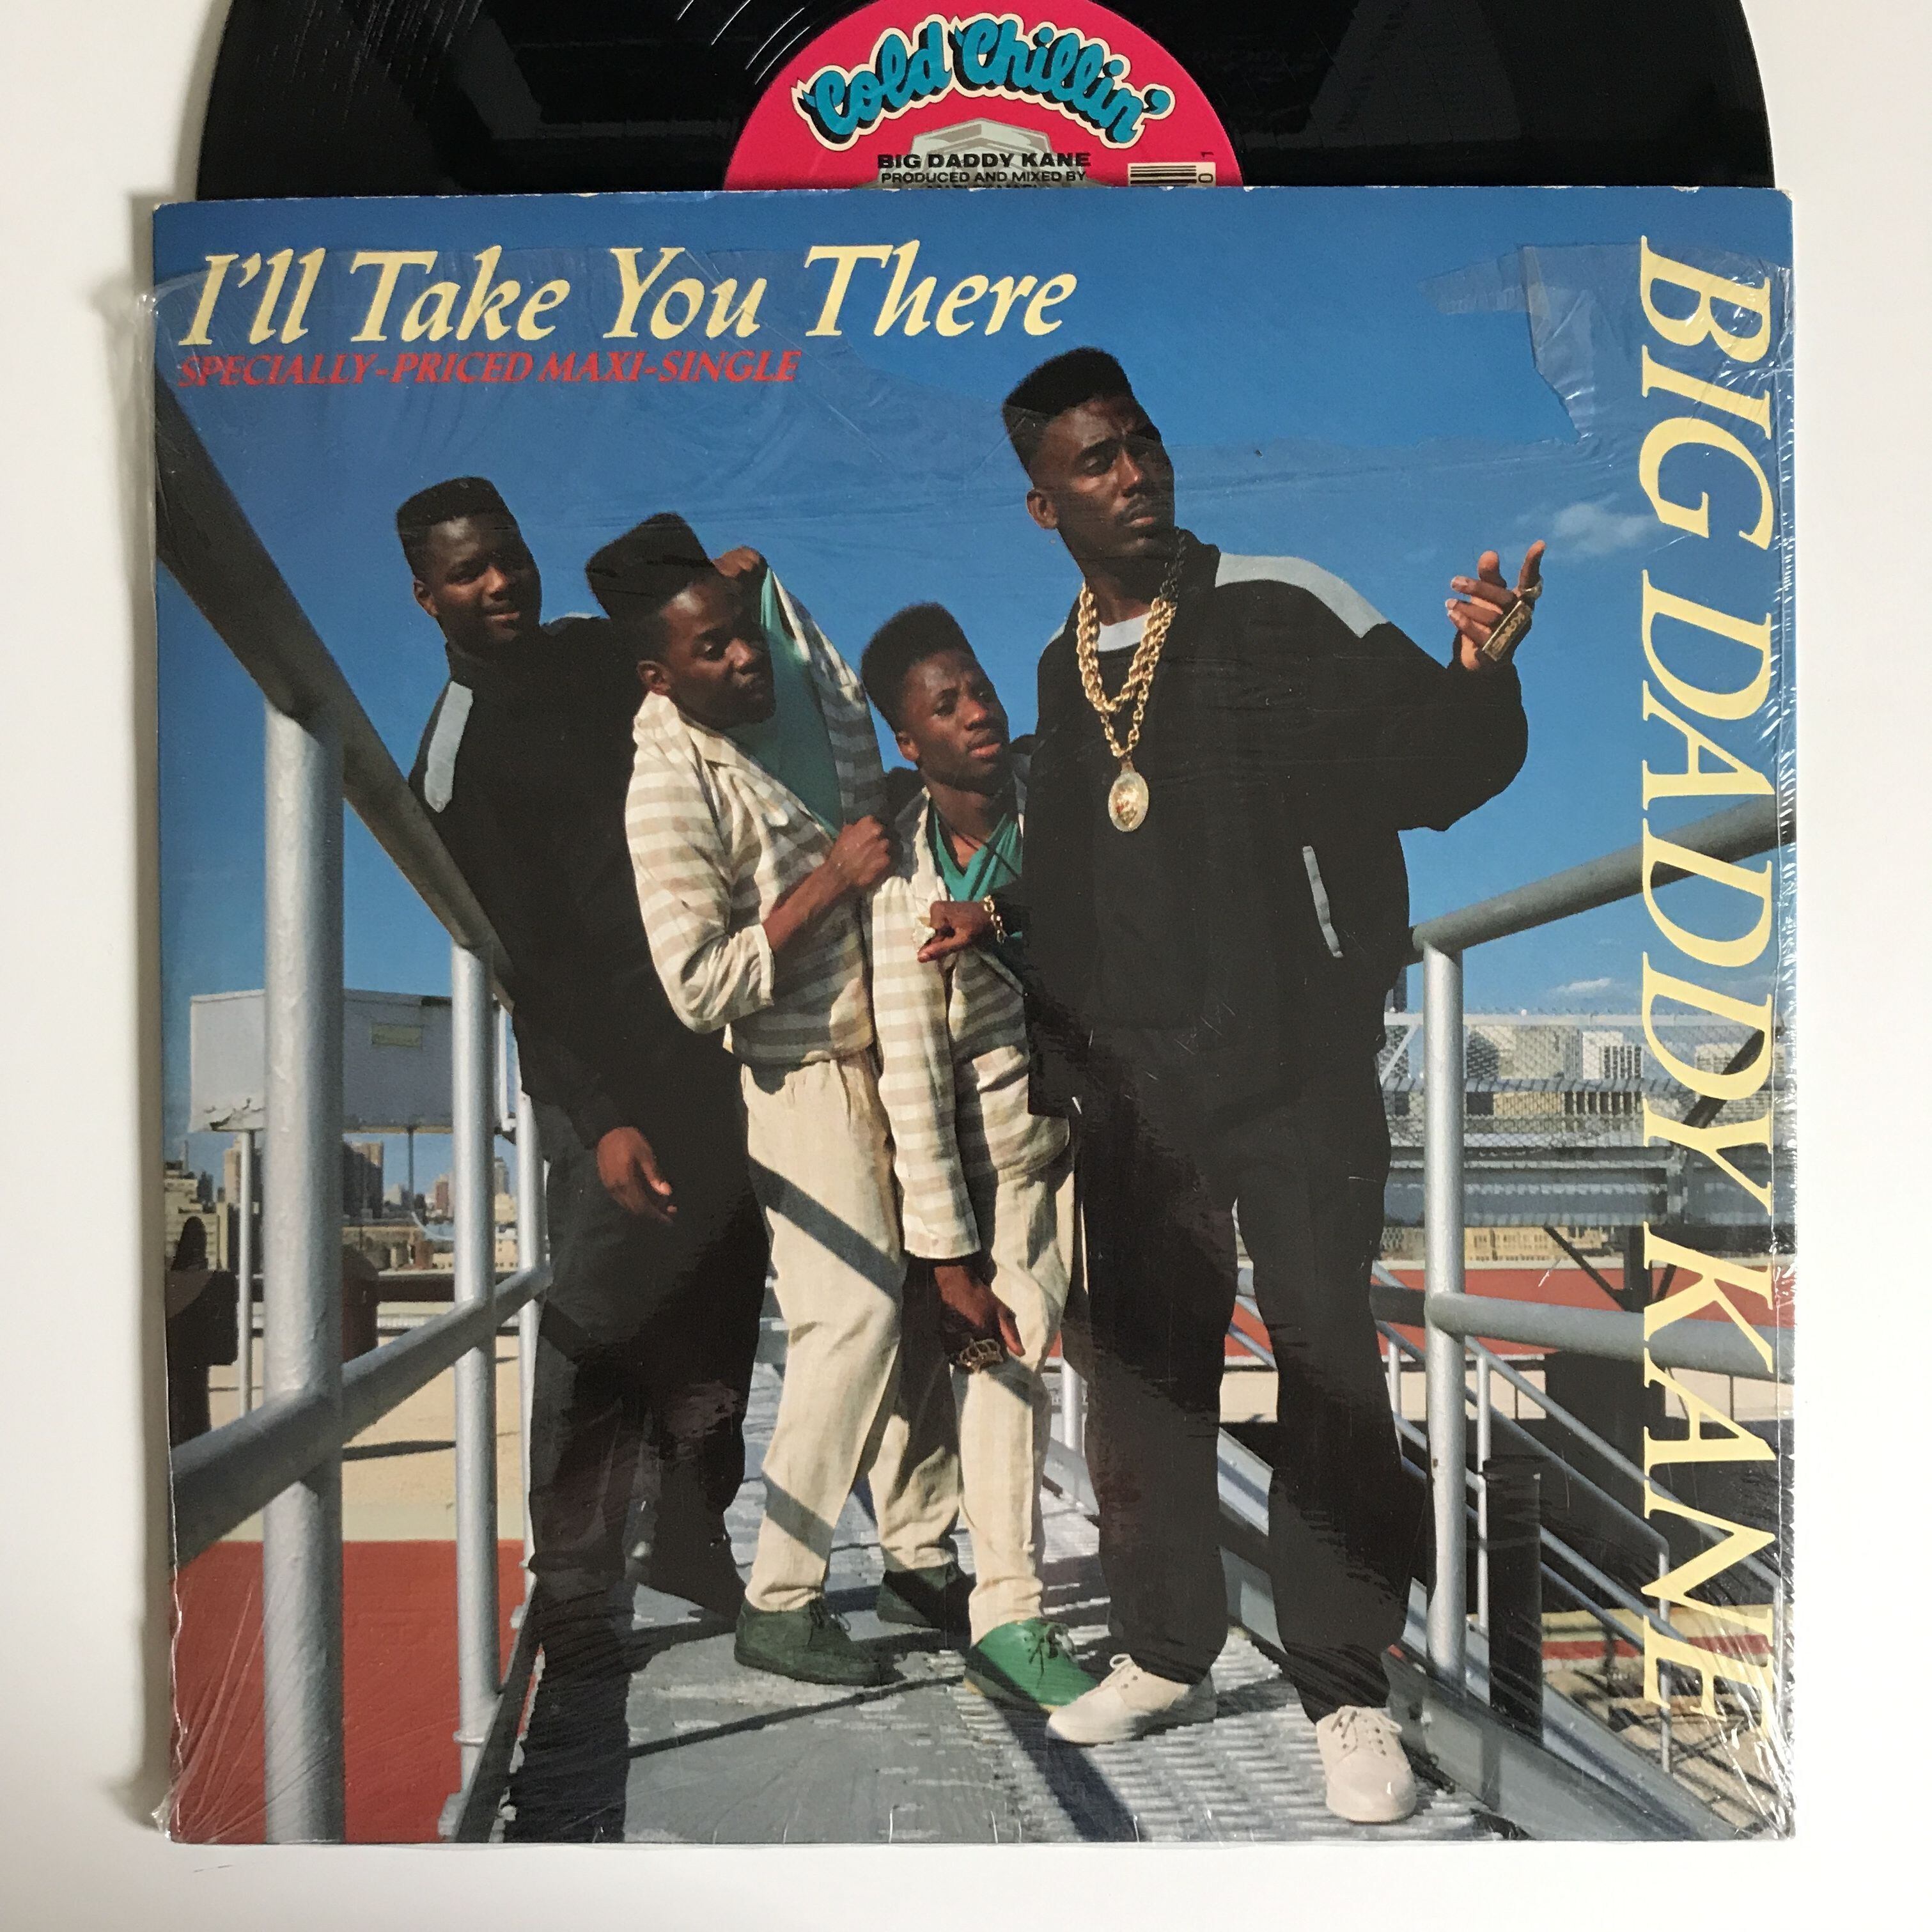 Cold Chillin'
BIG DADDY KANE
PRODUCED AND MIXED BY
I'll Take You There
SPECIALLY-PRICED MAXI-SINGLE
BIG DADDY KANE